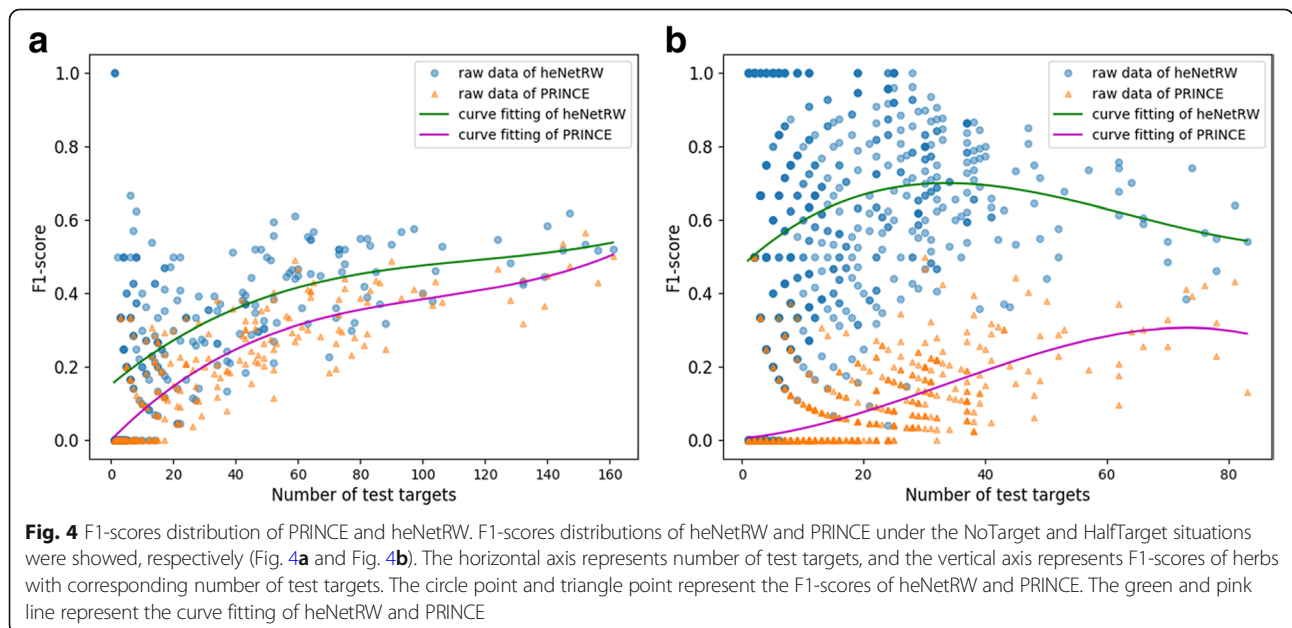 a
1.0
0.8
0.6
0.4
0.2
0.0
F1-score
0 20 40 60 80 100 120 140 160
Number of test targets
raw data of heNetRW
raw data of PRINCE
curve fitting of heNetRW
curve fitting of PRINCE
b
1.0
0.8
0.6
0.4
0.2
0.0
F1-score
0 20 40 60 80
Number of test targets
raw data of heNetRW
raw data of PRINCE
curve fitting of heNetRW
curve fitting of PRINCE
Fig. 4 F1-scores distribution of PRINCE and heNetRW. F1-scores distributions of heNetRW and PRINCE under the NoTarget and HalfTarget situations
were showed, respectively (Fig. 4a and Fig. 4b). The horizontal axis represents number of test targets, and the vertical axis represents F1-scores of herbs
with corresponding number of test targets. The circle point and triangle point represent the F1-scores of heNetRW and PRINCE. The green and pink
line represent the curve fitting of heNetRW and PRINCE